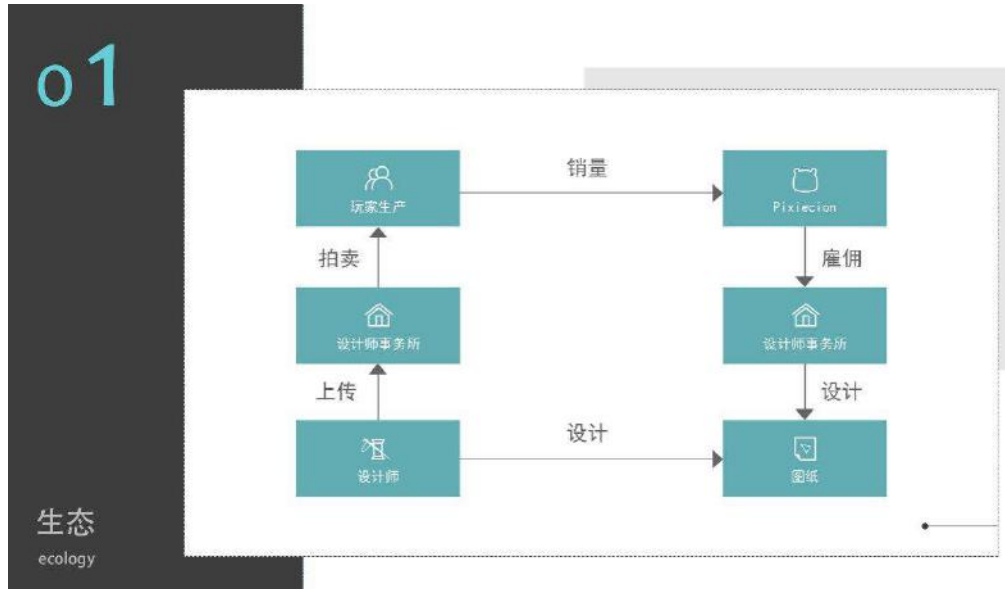 01
销量
玩家生产
Pixiecion
拍卖
雇佣
设计师事务所
设计师事务所
上传
设计
设计
设计师
图纸
生态
ecology